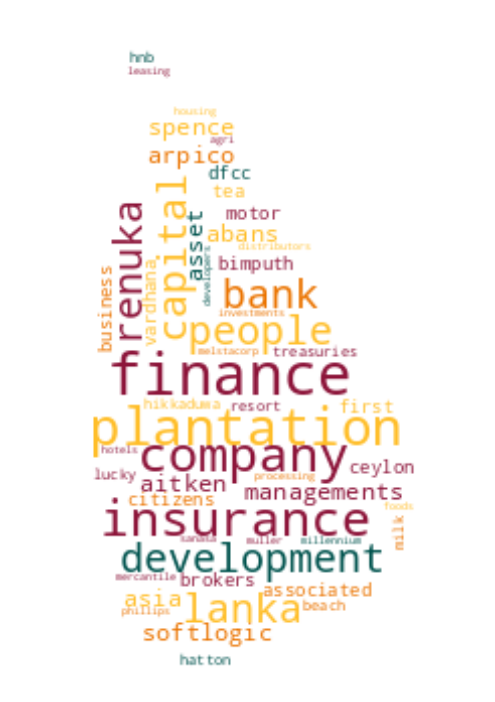 hnb
leasing
housing
spence
agri
arpico
dfcc
tea
capital
renuka
motor
asset
abans
distributors
developers
bimputh
vardhana
business
bank
investments
people
melstacorp
treasuries
finance
hikkaduwa
resort
first
plantation
hotels
company
ceylon
lucky
aitken
processing
managements
citizens
foods
insurance
milk
sanasa
muller
millennium
development
mercantile
brokers
associated
asia
lanka
beach
phillips
softlogic
hatton